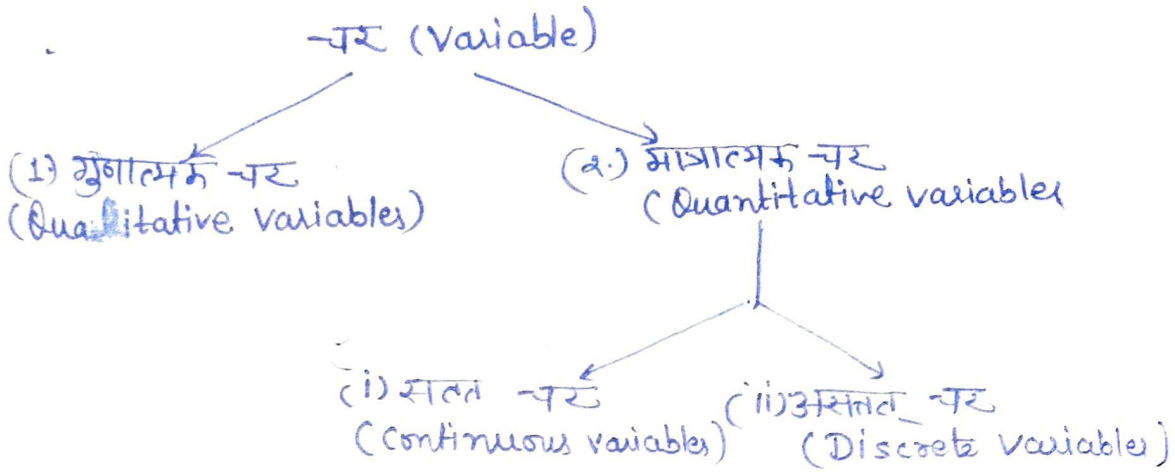 चर (Variable)
(1.) गुणात्मक चर
(Qualitative variables)
(2.) मात्रात्मक चर
(Quantitative variables
(i) सतत चर
(Continuous variables)
(ii) असतत चर
(Discrete variables)